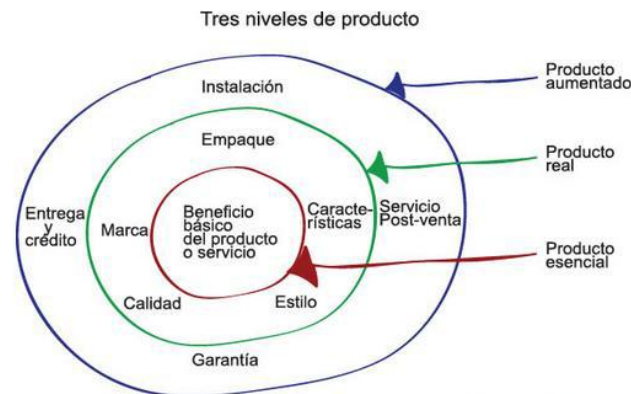 Tres niveles de producto
Instalación
Producto
aumentado
Empaque
Producto
real
Entrega
y
crédito
Marca
Beneficio
básico
del producto
o servicio
Caracte-
rísticas
Servicio
Post-venta
Producto
esencial
Calidad
Estilo
Garantía